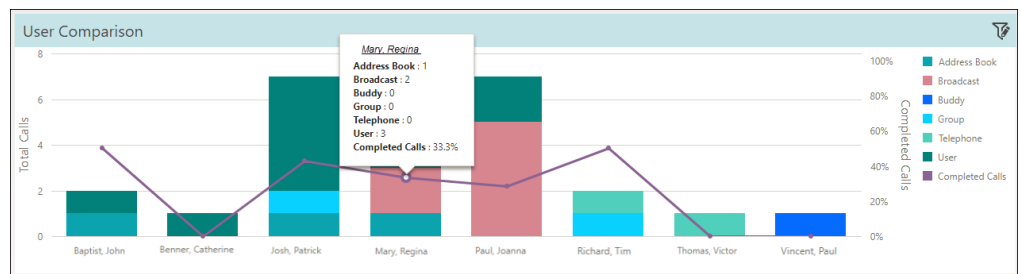 User Comparison
8
6
4
2
0
Total Calls
Mary, Regina
Address Book : 1
Broadcast : 2
Buddy : 0
Group : 0
Telephone : 0
User : 3
Completed Calls : 33.3%
Baptist, John
Benner, Catherine
Josh, Patrick
Mary, Regina
Paul, Joanna
Richard, Tim
Thomas, Victor
Vincent, Paul
100%
80%
60%
40%
20%
0%
Completed Calls
Address Book
Broadcast
Buddy
Group
Telephone
User
Completed Calls